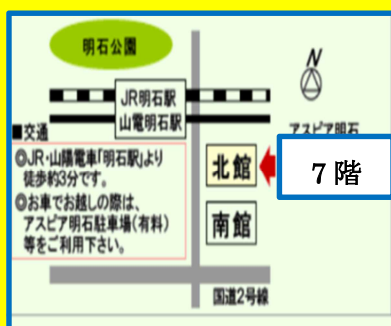 明石公園
N
JR明石駅
山電明石駅
アスピア明石
■交通
◎JR・山陽電車「明石駅」より
徒歩約3分です。
◎お車でお越しの際は、
アスピア明石駐車場(有料)
等をご利用下さい。
北館
7階
南館
国道2号線